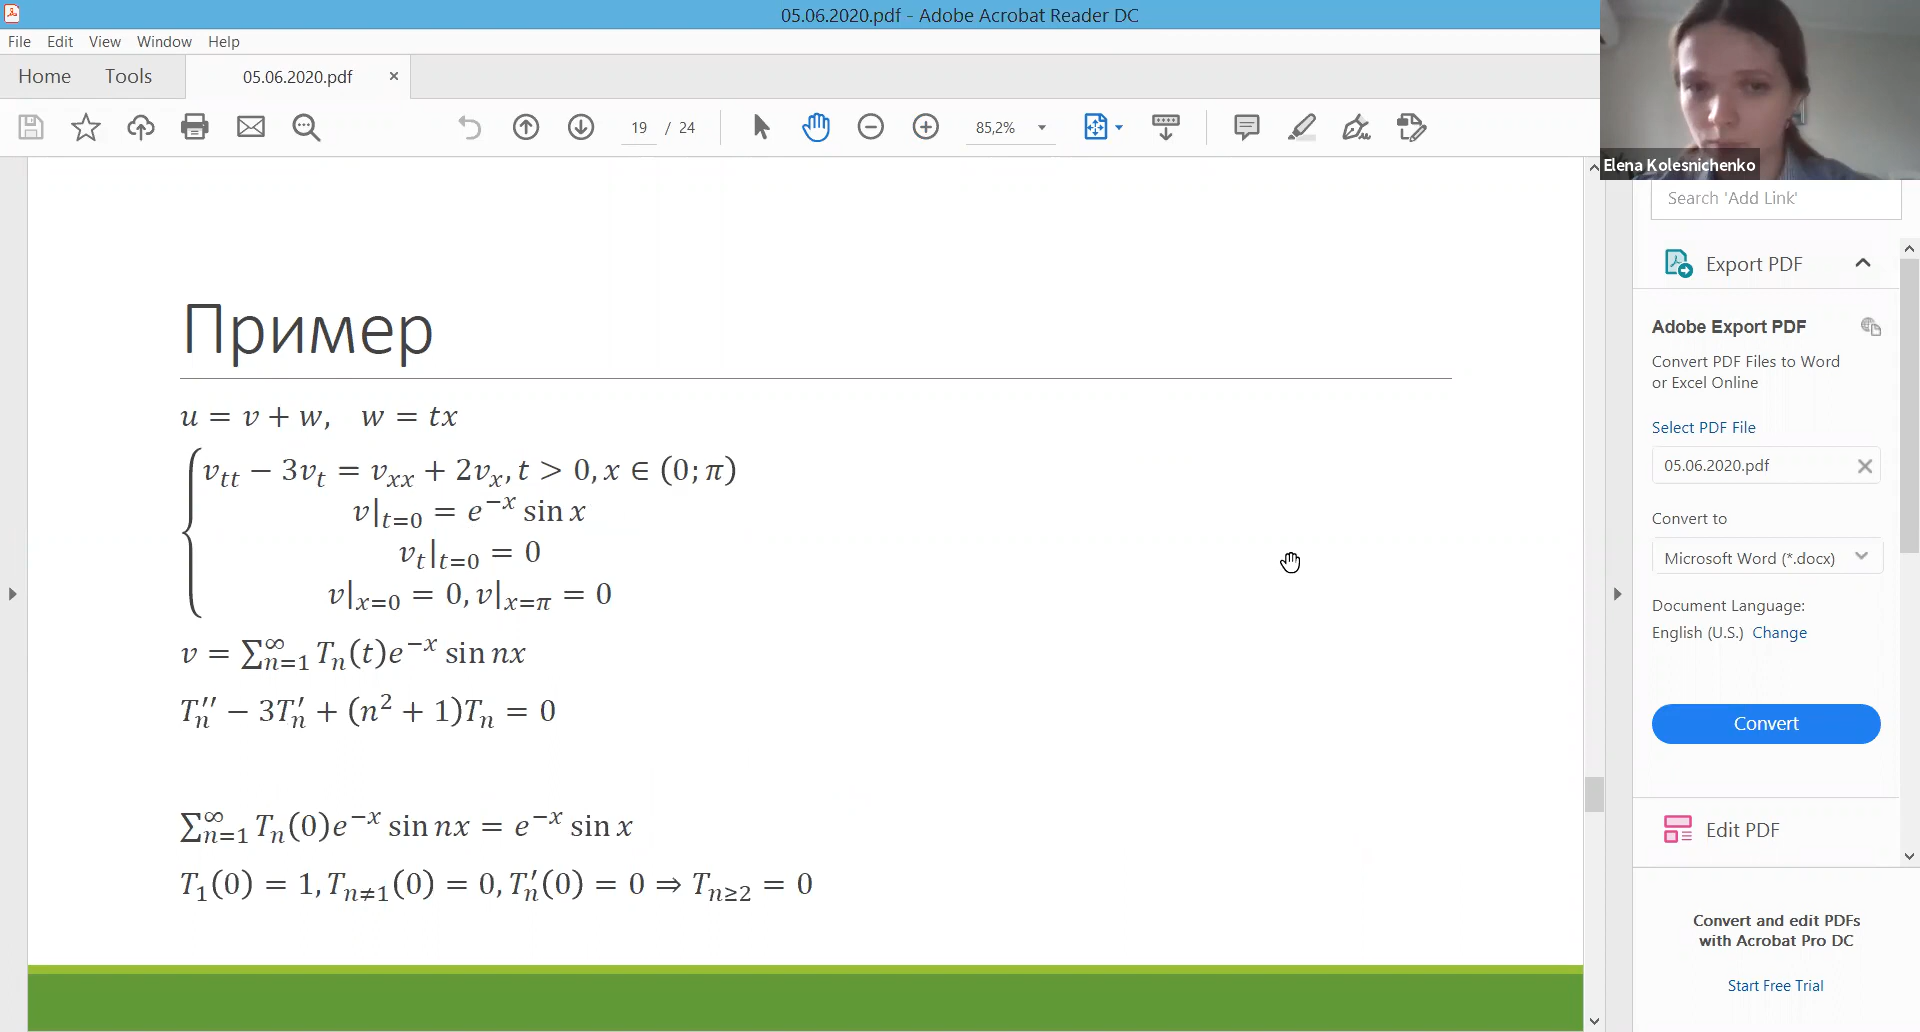 05.06.2020.pdf - Adobe Acrobat Reader DC
File Edit View Window Help
Home Tools 05.06.2020.pdf ×
19 / 24 85,2%
Elena Kolesnichenko
Search 'Add Link'
Пример
u = v + w, w = tx
v_{tt} − 3v_t = v_{xx} + 2v_x, t > 0, x ∈ (0; π)
v|_{t=0} = e^{−x} sin x
v_t|_{t=0} = 0
v|_{x=0} = 0, v|_{x=π} = 0
v = ∑_{n=1}^{∞} T_n(t)e^{−x} sin nx
T_n′′ − 3T_n′ + (n² + 1)T_n = 0
∑_{n=1}^{∞} T_n(0)e^{−x} sin nx = e^{−x} sin x
T_1(0) = 1, T_{n≠1}(0) = 0, T_n′(0) = 0 ⇒ T_{n≥2} = 0
Export PDF
Adobe Export PDF
Convert PDF Files to Word
or Excel Online
Select PDF File
05.06.2020.pdf
Convert to
Microsoft Word (*.docx)
Document Language:
English (U.S.) Change
Convert
Edit PDF
Convert and edit PDFs
with Acrobat Pro DC
Start Free Trial